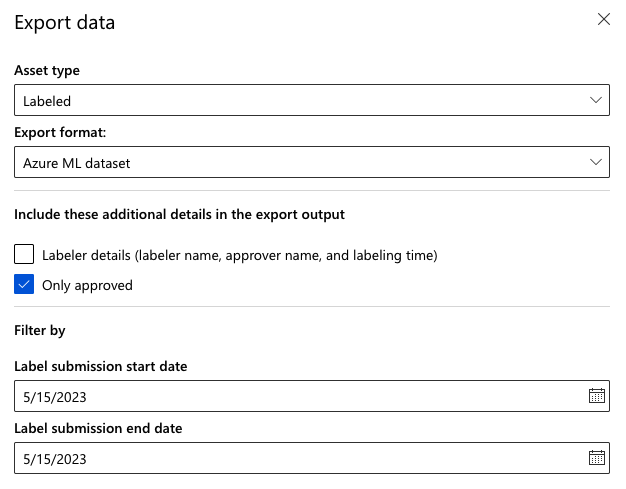 Export data
Asset type
Labeled
Export format:
Azure ML dataset
Include these additional details in the export output
Labeler details (labeler name, approver name, and labeling time)
Only approved
Filter by
Label submission start date
5/15/2023
Label submission end date
5/15/2023